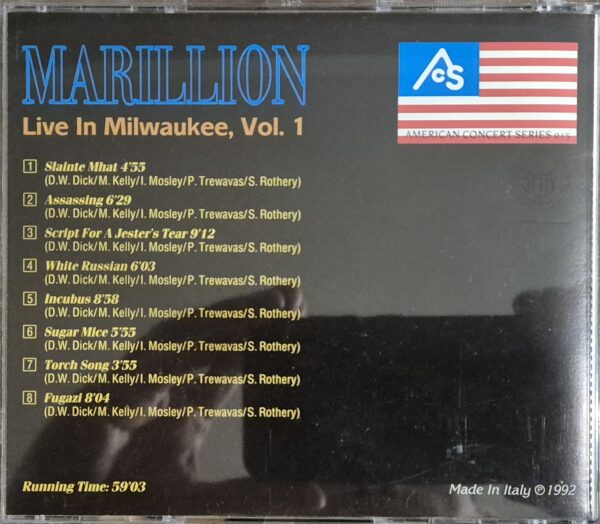 MARILLION
Live In Milwaukee, Vol. 1
ACS
AMERICAN CONCERT SERIES 015
1 Slainte Mhat 4'55
(D.W. Dick/M. Kelly/I. Mosley/P. Trewavas/S. Rothery)
2 Assassing 6'29
(D.W. Dick/M. Kelly/I. Mosley/P. Trewavas/S. Rothery)
3 Script For A Jester's Tear 9'12
(D.W. Dick/M. Kelly/I. Mosley/P. Trewavas/S. Rothery)
4 White Russian 6'03
(D.W. Dick/M. Kelly/I. Mosley/P. Trewavas/S. Rothery)
5 Incubus 8'58
(D.W. Dick/M. Kelly/I. Mosley/P. Trewavas/S. Rothery)
6 Sugar Mice 5'55
(D.W. Dick/M. Kelly/I. Mosley/P. Trewavas/S. Rothery)
7 Torch Song 3'55
(D.W. Dick/M. Kelly/I. Mosley/P. Trewavas/S. Rothery)
8 Fugazi 8'04
(D.W. Dick/M. Kelly/I. Mosley/P. Trewavas/S. Rothery)
Running Time: 59'03
Made In Italy ℗ 1992